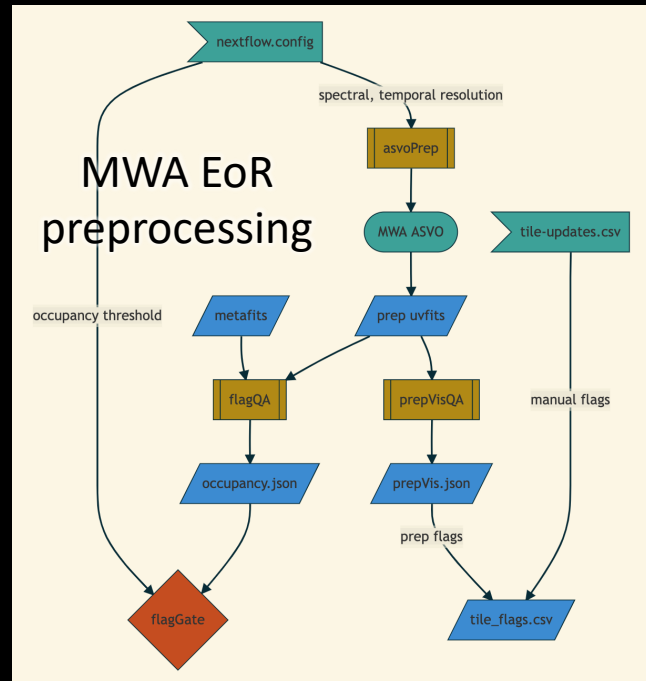 nextflow.config
spectral, temporal resolution
asvoPrep
MWA EoR
preprocessing
MWA ASVO
tile-updates.csv
occupancy threshold
metafits
prep uvfits
flagQA
prepVisQA
manual flags
occupancy.json
prepVis.json
prep flags
flagGate
tile_flags.csv